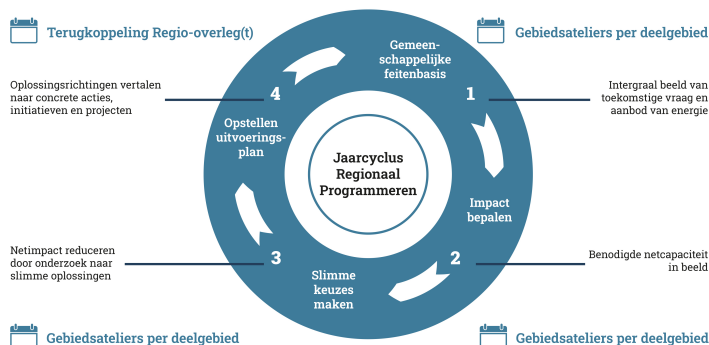 Terugkoppeling Regio-overleg(t)
Gebiedsateliers per deelgebied
Gemeen-
schappelijke
feitenbasis
1
Intergraal beeld van
toekomstige vraag en
aanbod van energie
Oplossingsrichtingen vertalen
naar concrete acties,
initiatieven en projecten
4
Opstellen
uitvoerings-
plan
Jaarcyclus
Regionaal
Programmeren
Impact
bepalen
2
Benodigde netcapaciteit
in beeld
Netimpact reduceren
door onderzoek naar
slimme oplossingen
3
Slimme
keuzes
maken
Gebiedsateliers per deelgebied
Gebiedsateliers per deelgebied